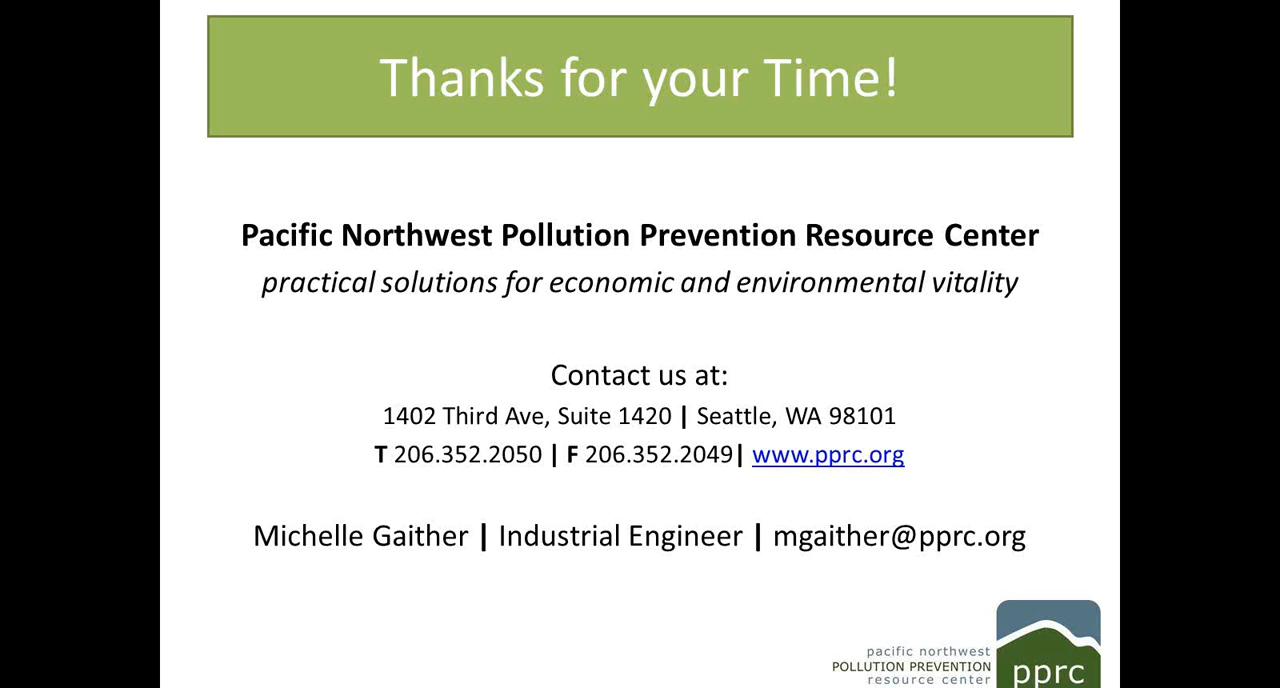 Thanks for your Time!
Pacific Northwest Pollution Prevention Resource Center
practical solutions for economic and environmental vitality
Contact us at:
1402 Third Ave, Suite 1420 | Seattle, WA 98101
T 206.352.2050 | F 206.352.2049| www.pprc.org
Michelle Gaither | Industrial Engineer | mgaither@pprc.org
pacific northwest
POLLUTION PREVENTION
resource center
pprc